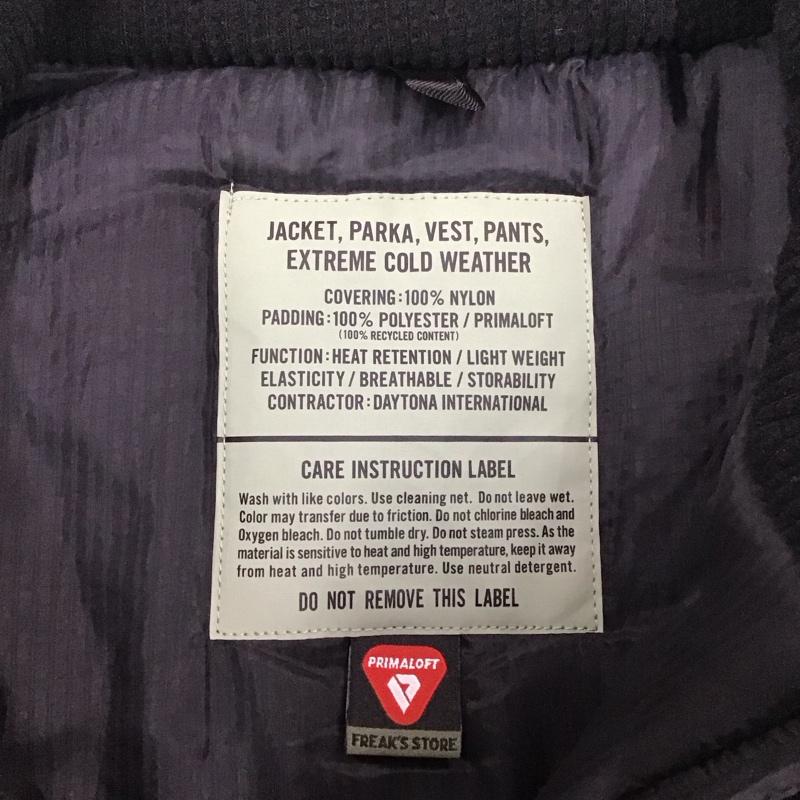 JACKET, PARKA, VEST, PANTS,
EXTREME COLD WEATHER
COVERING:100% NYLON
PADDING:100% POLYESTER / PRIMALOFT
(100% RECYCLED CONTENT)
FUNCTION:HEAT RETENTION / LIGHT WEIGHT
ELASTICITY / BREATHABLE / STORABILITY
CONTRACTOR:DAYTONA INTERNATIONAL
CARE INSTRUCTION LABEL
Wash with like colors. Use cleaning net. Do not leave wet.
Color may transfer due to friction. Do not chlorine bleach and
Oxygen bleach. Do not tumble dry. Do not steam press. As the
material is sensitive to heat and high temperature, keep it away
from heat and high temperature. Use neutral detergent.
DO NOT REMOVE THIS LABEL
PRIMALOFT
FREAK'S STORE